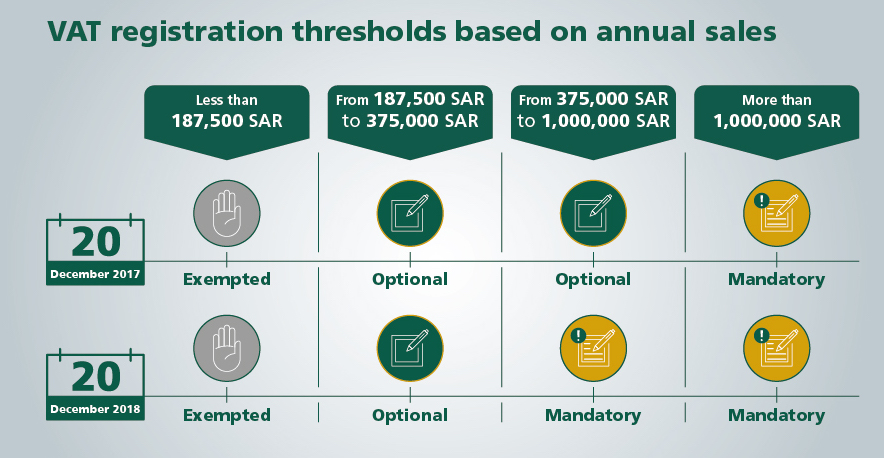 VAT registration thresholds based on annual sales
Less than
187,500 SAR
From 187,500 SAR
to 375,000 SAR
From 375,000 SAR
to 1,000,000 SAR
More than
1,000,000 SAR
20
December 2017
!
Exempted
Optional
Optional
Mandatory
20
December 2018
!
!
Exempted
Optional
Mandatory
Mandatory